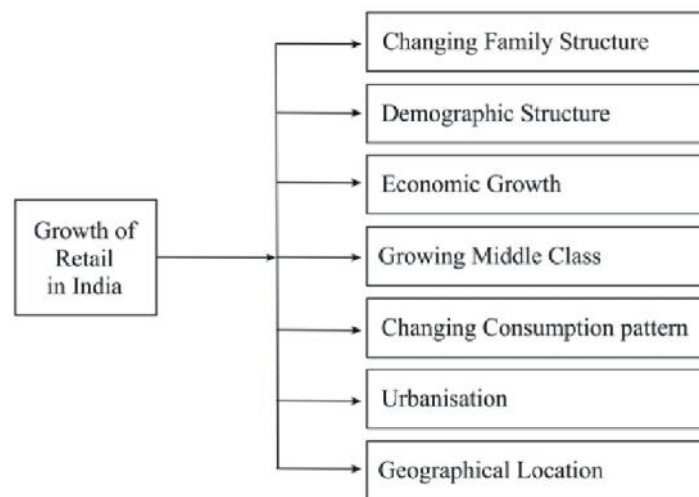 Growth of
Retail
in India
Changing Family Structure
Demographic Structure
Economic Growth
Growing Middle Class
Changing Consumption pattern
Urbanisation
Geographical Location